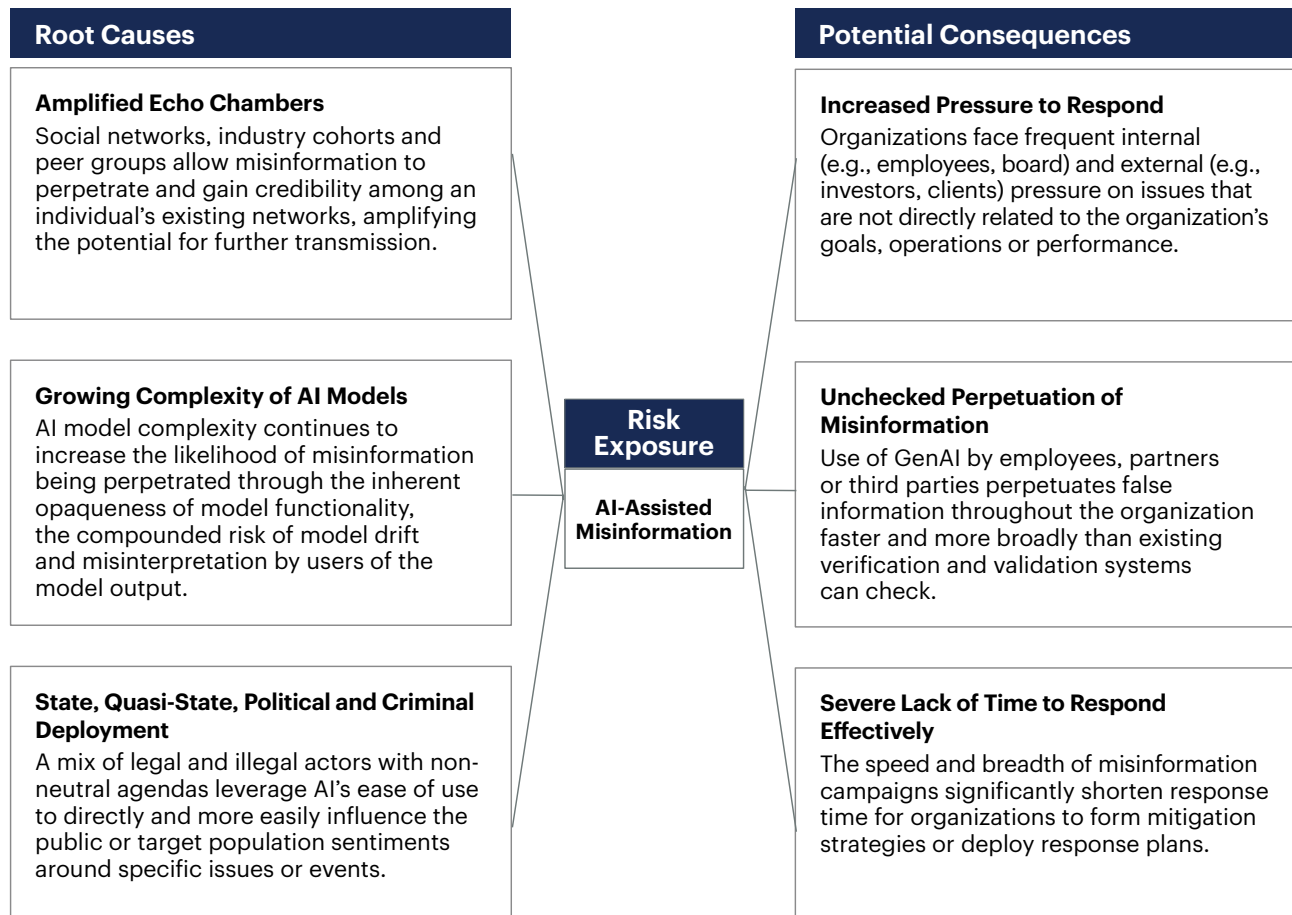 Root Causes
Amplified Echo Chambers
Social networks, industry cohorts and
peer groups allow misinformation to
perpetrate and gain credibility among an
individual's existing networks, amplifying
the potential for further transmission.
Growing Complexity of AI Models
AI model complexity continues to
increase the likelihood of misinformation
being perpetrated through the inherent
opaqueness of model functionality,
the compounded risk of model drift
and misinterpretation by users of the
model output.
State, Quasi-State, Political and Criminal
Deployment
A mix of legal and illegal actors with non-
neutral agendas leverage AI's ease of use
to directly and more easily influence the
public or target population sentiments
around specific issues or events.
Risk
Exposure
AI-Assisted
Misinformation
Potential Consequences
Increased Pressure to Respond
Organizations face frequent internal
(e.g., employees, board) and external (e.g.,
investors, clients) pressure on issues that
are not directly related to the organization's
goals, operations or performance.
Unchecked Perpetuation of
Misinformation
Use of GenAI by employees, partners
or third parties perpetuates false
information throughout the organization
faster and more broadly than existing
verification and validation systems
can check.
Severe Lack of Time to Respond
Effectively
The speed and breadth of misinformation
campaigns significantly shorten response
time for organizations to form mitigation
strategies or deploy response plans.